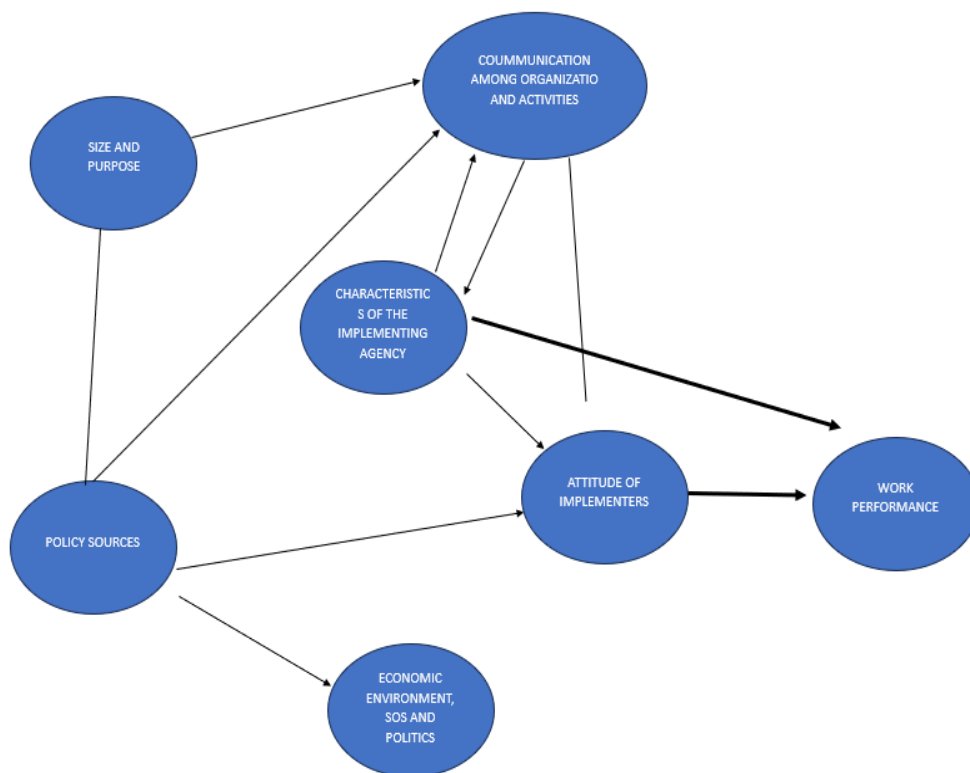 COUMMUNICATION
AMONG ORGANIZATIO
AND ACTIVITIES
SIZE AND
PURPOSE
CHARACTERISTIC
S OF THE
IMPLEMENTING
AGENCY
ATTITUDE OF
IMPLEMENTERS
WORK
PERFORMANCE
POLICY SOURCES
ECONOMIC
ENVIRONMENT,
SOS AND
POLITICS